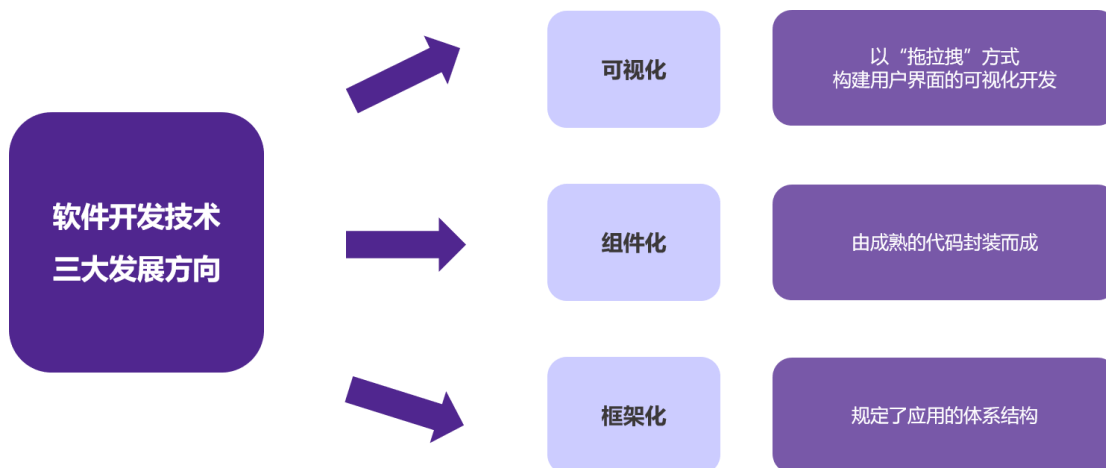 软件开发技术
三大发展方向
可视化
以“拖拉拽”方式
构建用户界面的可视化开发
组件化
由成熟的代码封装而成
框架化
规定了应用的体系结构